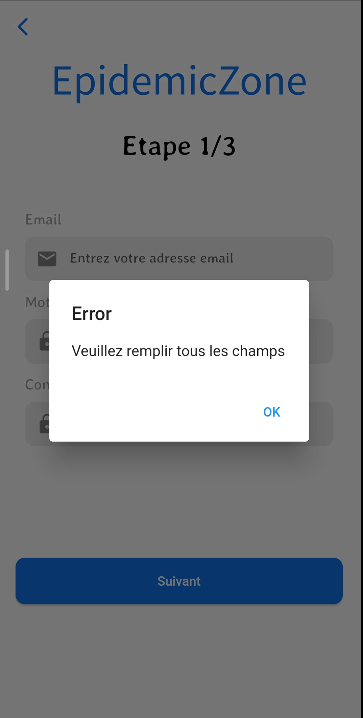 EpidemicZone
Etape 1/3
Email
Entrez votre adresse email
Mot
Error
Veuillez remplir tous les champs
Con
OK
Suivant